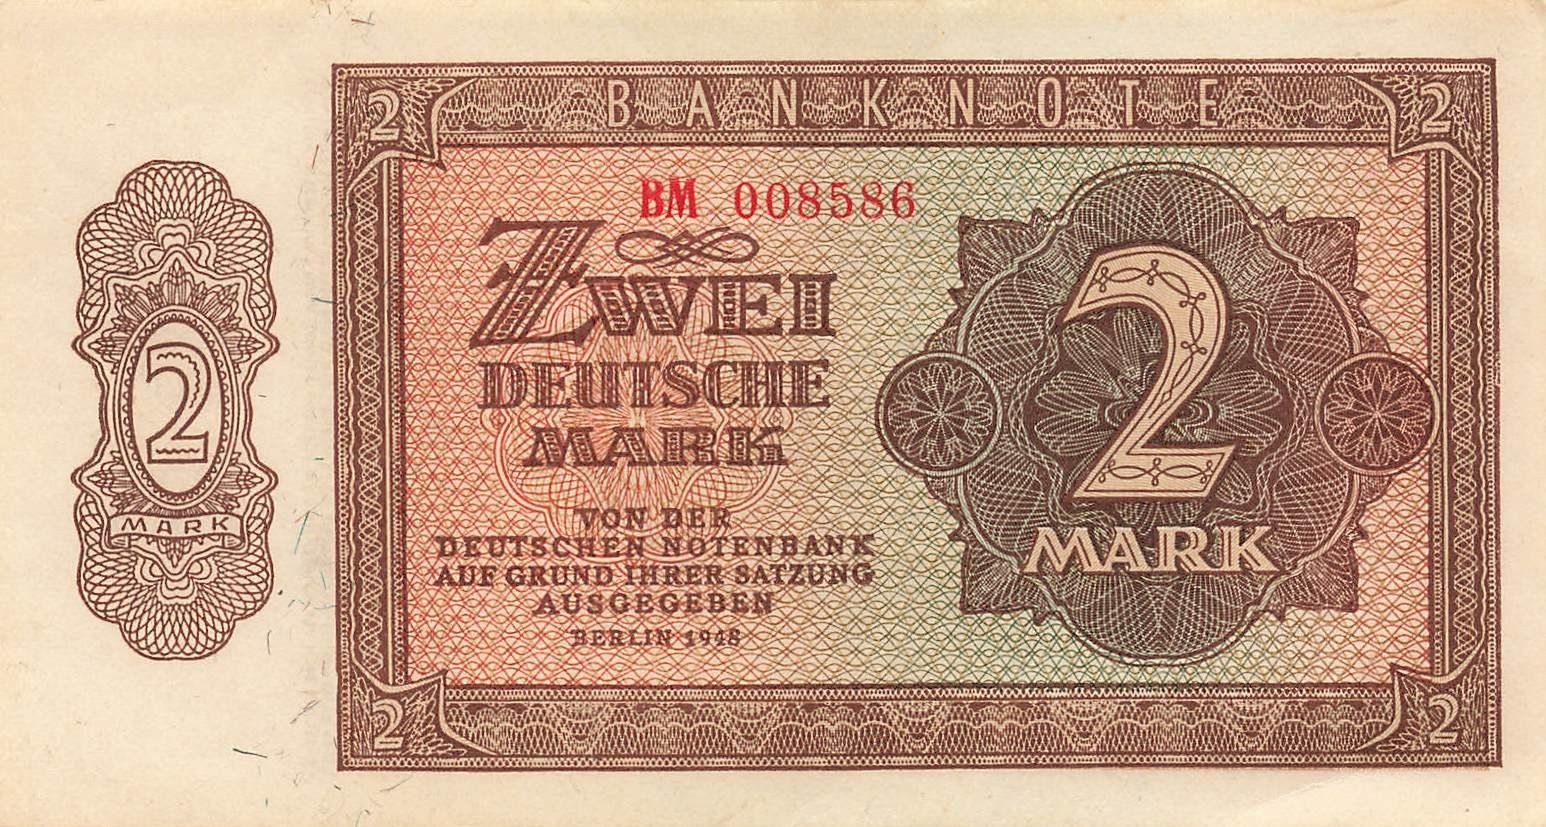 2 BANKNOTE 2
BM 008586
ZWEI
DEUTSCHE
MARK
VON DER
DEUTSCHEN NOTENBANK
AUF GRUND IHRER SATZUNG
AUSGEGEBEN
BERLIN 1948
2
MARK
2
MARK
2 2